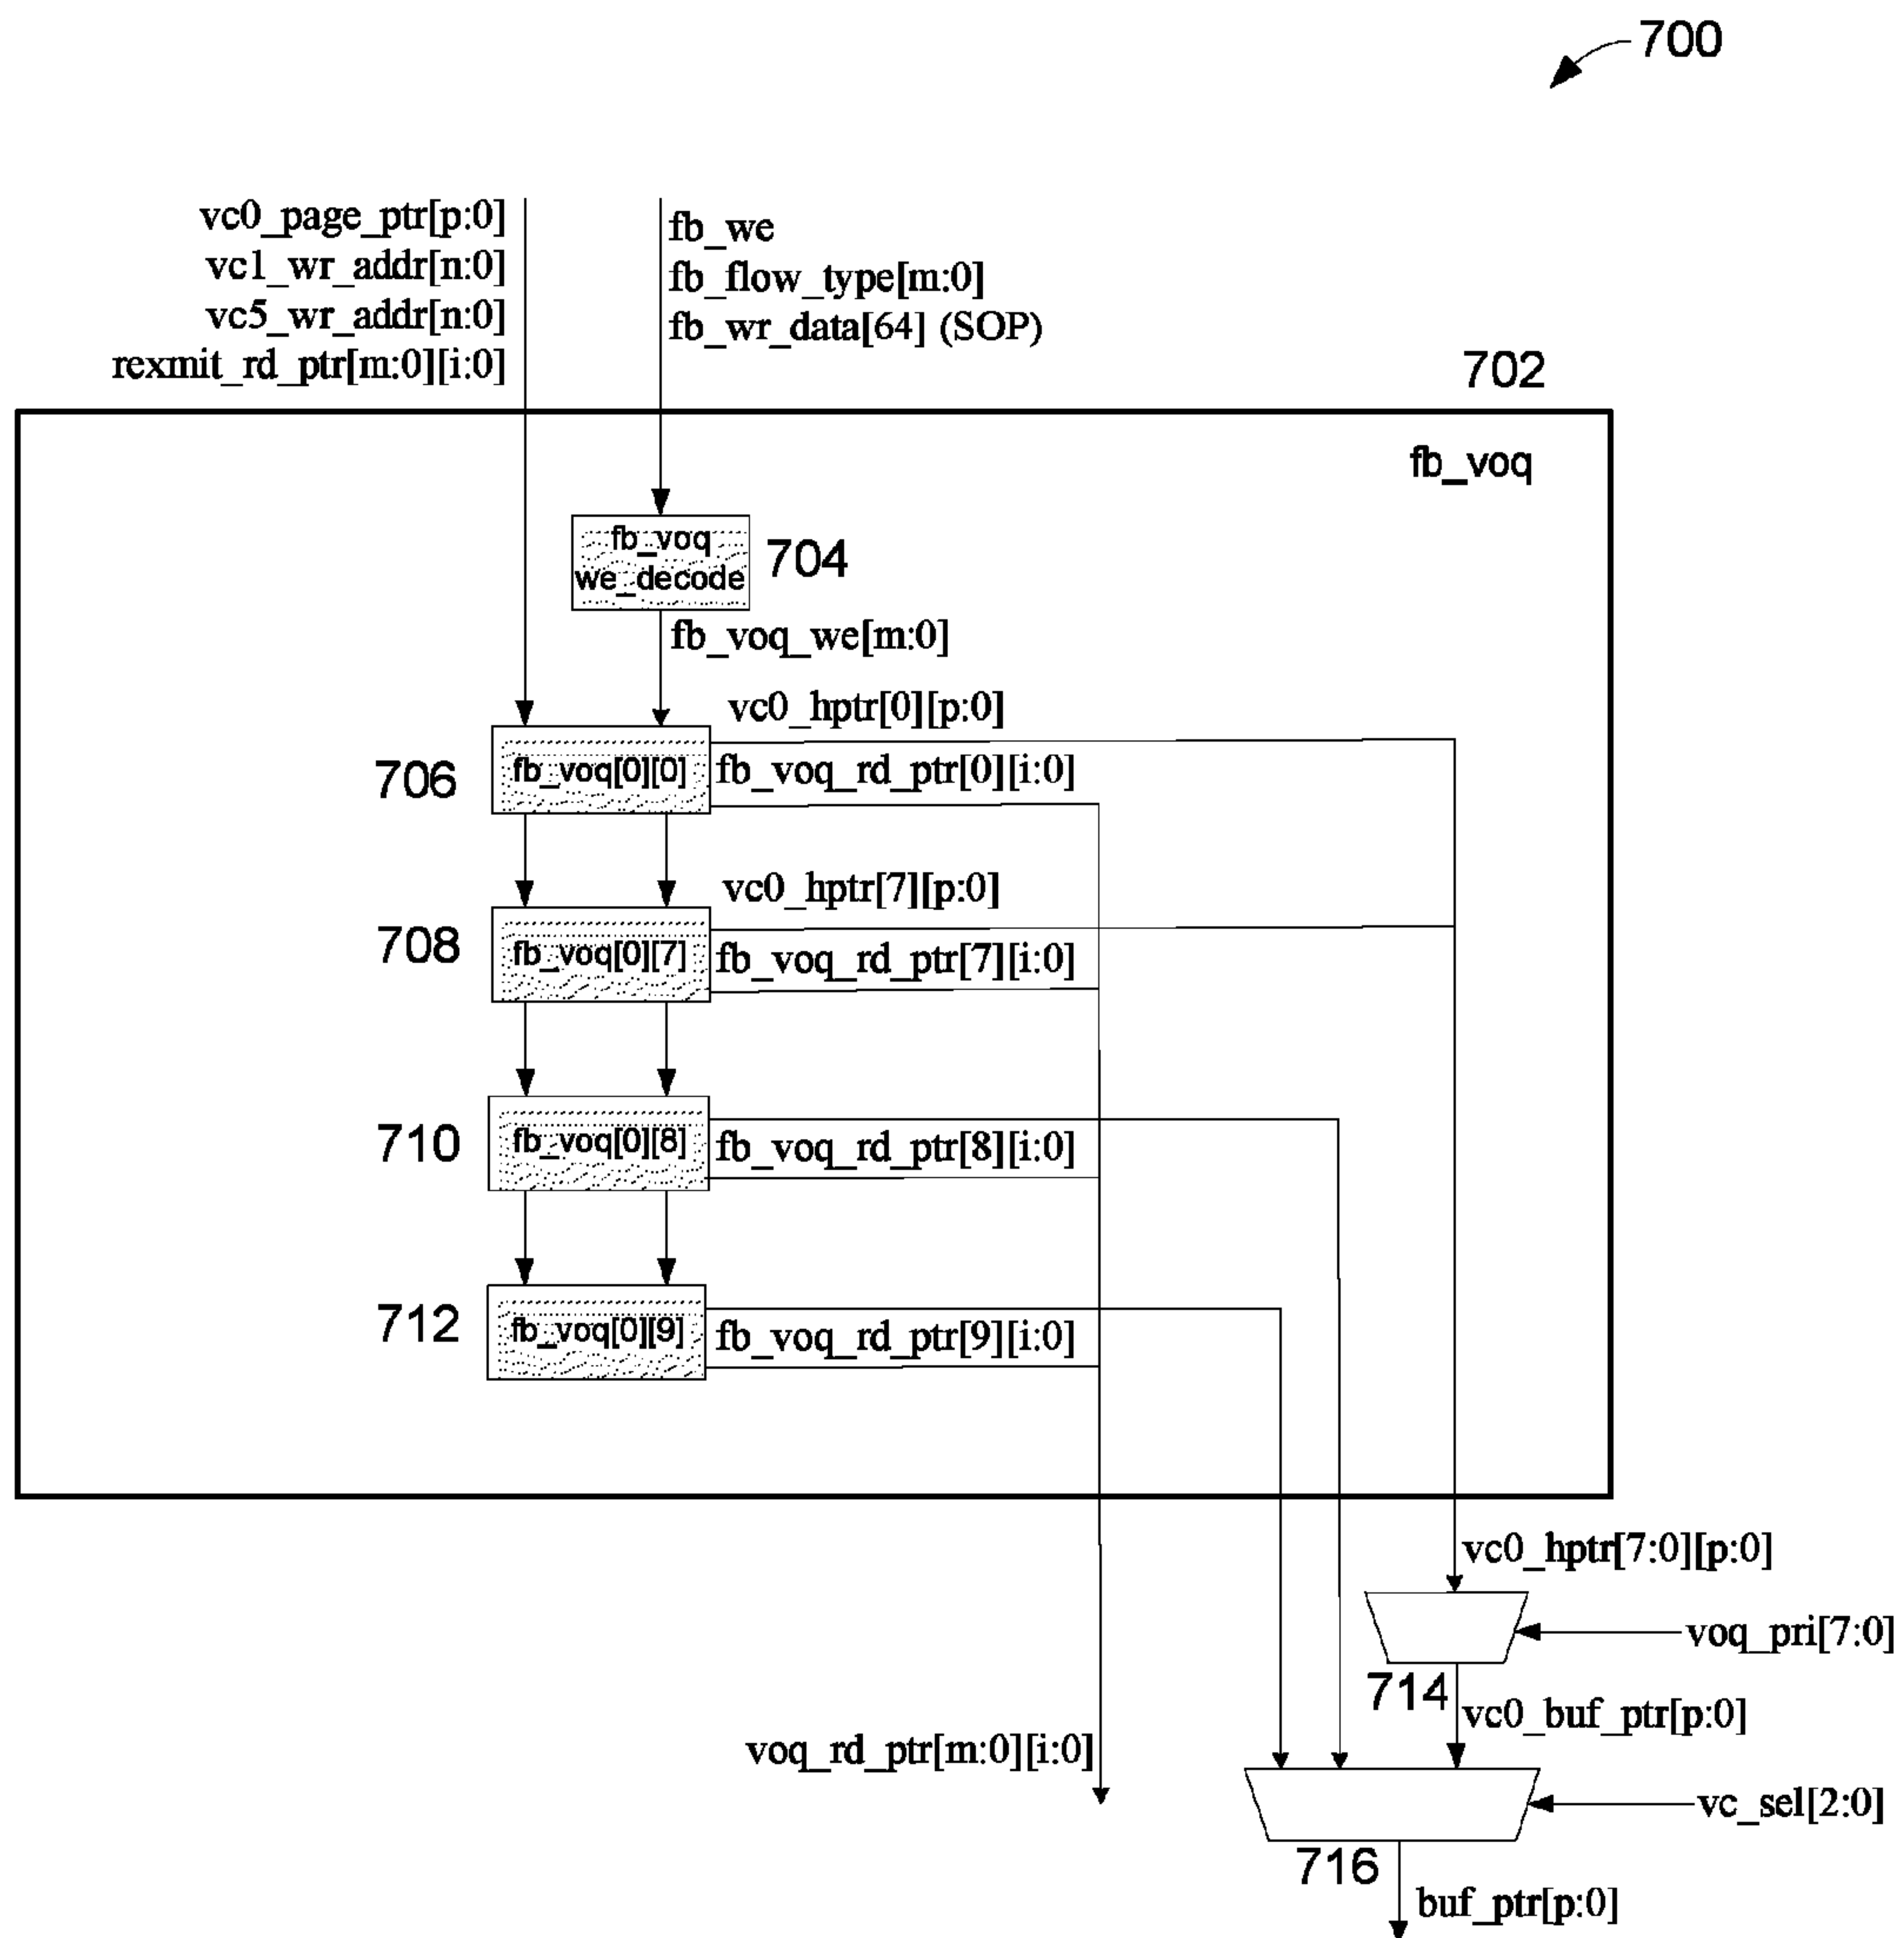 700
vc0_page_ptr[p:0]
vc1_wr_addr[n:0]
vc5_wr_addr[n:0]
rexmit_rd_ptr[m:0][i:0]
fb_we
fb_flow_type[m:0]
fb_wr_data[64] (SOP)
702
fb_voq
fb_voq
we_decode
704
fb_voq_we[m:0]
vc0_hptr[0][p:0]
706
fb_voq[0][0]
fb_voq_rd_ptr[0][i:0]
vc0_hptr[7][p:0]
708
fb_voq[0][7]
fb_voq_rd_ptr[7][i:0]
710
fb_voq[0][8]
fb_voq_rd_ptr[8][i:0]
712
fb_voq[0][9]
fb_voq_rd_ptr[9][i:0]
vc0_hptr[7:0][p:0]
voq_pri[7:0]
714
vc0_buf_ptr[p:0]
voq_rd_ptr[m:0][i:0]
vc_sel[2:0]
716
buf_ptr[p:0]